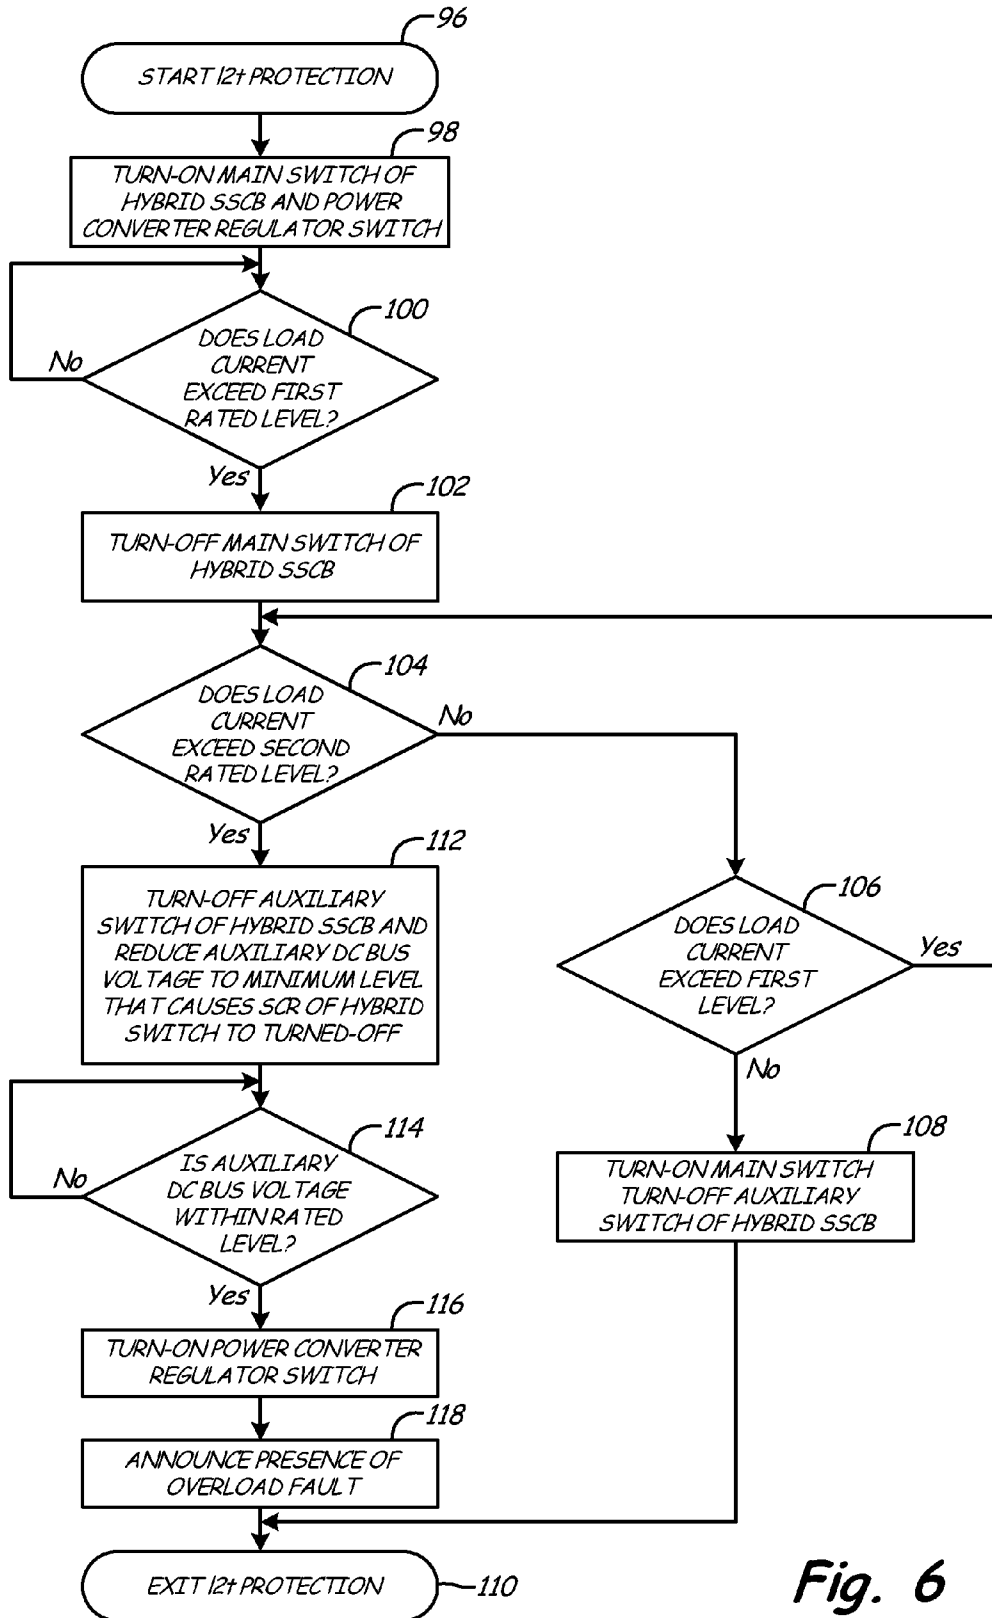 96
START I2t PROTECTION
98
TURN-ON MAIN SWITCH OF
HYBRID SSCB AND POWER
CONVERTER REGULATOR SWITCH
100
DOES LOAD
CURRENT
EXCEED FIRST
RATED LEVEL?
No
Yes
102
TURN-OFF MAIN SWITCH OF
HYBRID SSCB
104
DOES LOAD
CURRENT
EXCEED SECOND
RATED LEVEL?
No
Yes
112
TURN-OFF AUXILIARY
SWITCH OF HYBRID SSCB AND
REDUCE AUXILIARY DC BUS
VOLTAGE TO MINIMUM LEVEL
THAT CAUSES SCR OF HYBRID
SWITCH TO TURNED-OFF
106
DOES LOAD
CURRENT
EXCEED FIRST
LEVEL?
Yes
No
108
TURN-ON MAIN SWITCH
TURN-OFF AUXILIARY
SWITCH OF HYBRID SSCB
114
IS AUXILIARY
DC BUS VOLTAGE
WITHIN RATED
LEVEL?
No
Yes
116
TURN-ON POWER CONVERTER
REGULATOR SWITCH
118
ANNOUNCE PRESENCE OF
OVERLOAD FAULT
EXIT I2t PROTECTION
110
Fig. 6